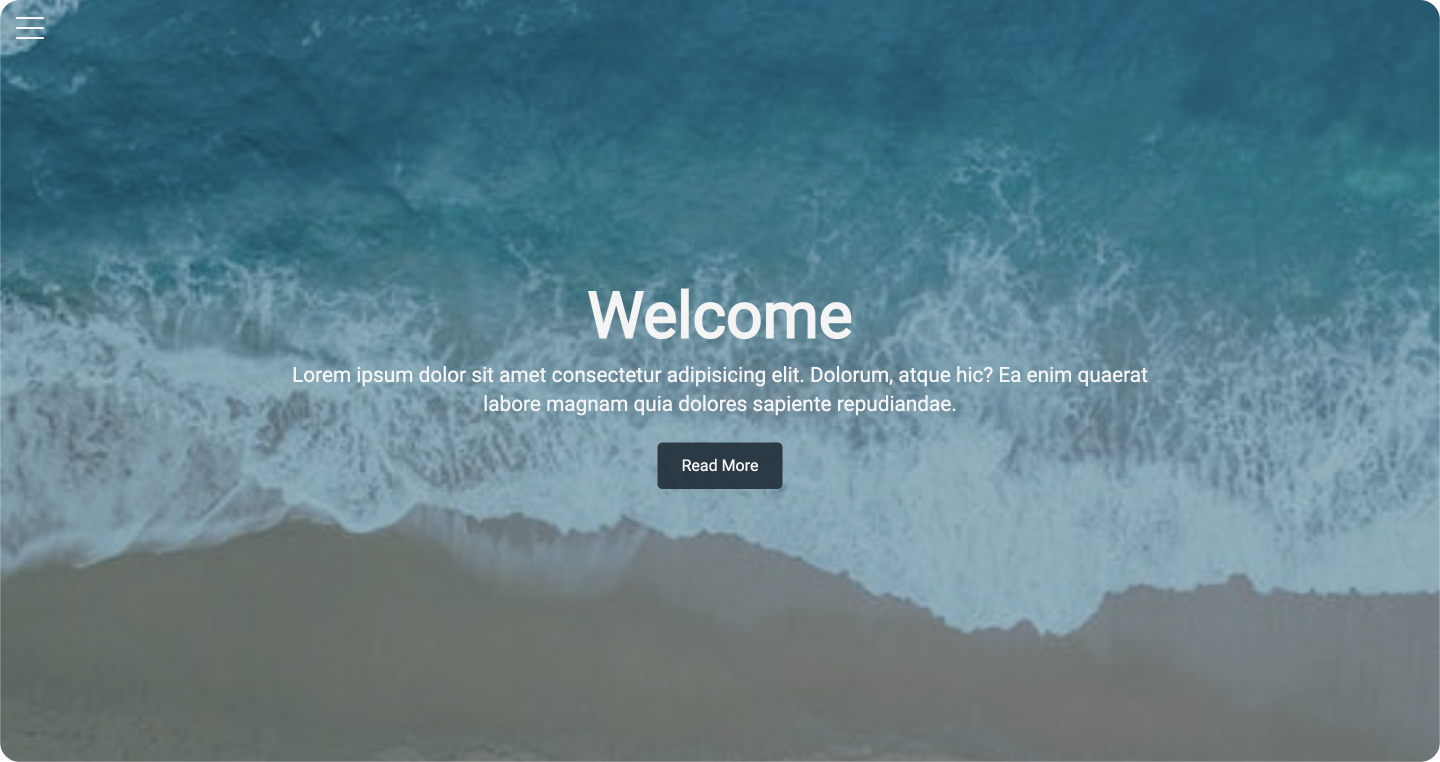 Welcome
Lorem ipsum dolor sit amet consectetur adipisicing elit. Dolorum, atque hic? Ea enim quaerat
labore magnam quia dolores sapiente repudiandae.
Read More